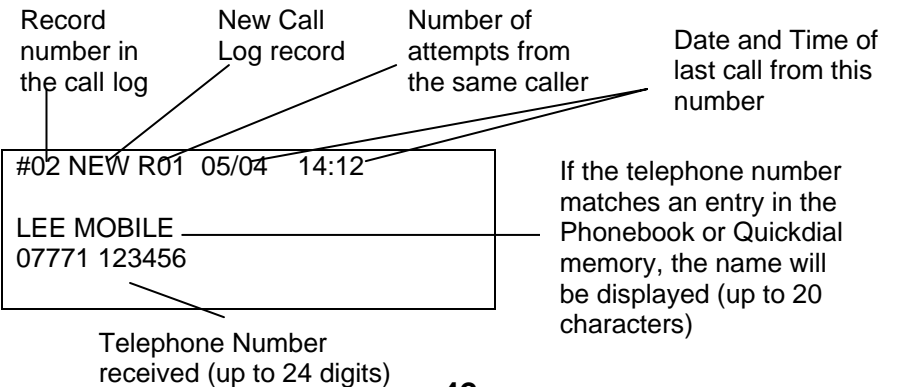 Record
number in
the call log
New Call
Log record
Number of
attempts from
the same caller
Date and Time of
last call from this
number
#02 NEW R01 05/04 14:12
LEE MOBILE
07771 123456
If the telephone number
matches an entry in the
Phonebook or Quickdial
memory, the name will
be displayed (up to 20
characters)
Telephone Number
received (up to 24 digits)